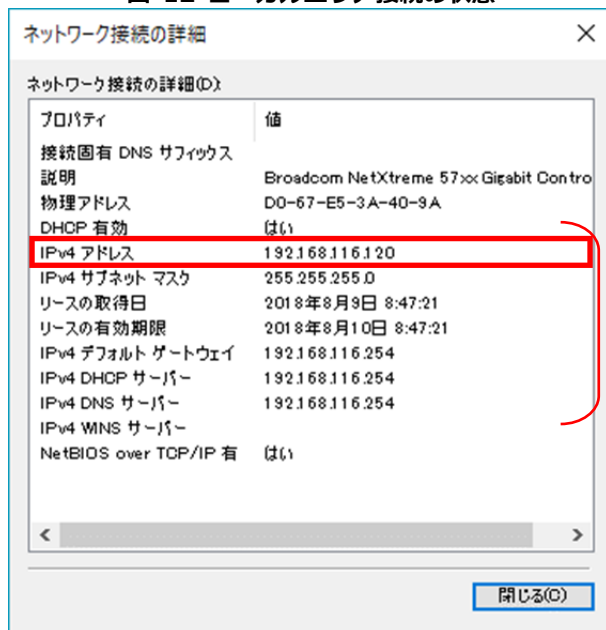 ネットワーク接続の詳細
ネットワーク接続の詳細(D):
プロパティ 値
接続固有 DNS サフィックス
説明 Broadcom NetXtreme 57xx Gigabit Contro
物理アドレス D0-67-E5-3A-40-9A
DHCP 有効 はい
IPv4 アドレス 192.168.116.120
IPv4 サブネット マスク 255.255.255.0
リースの取得日 2018年8月9日 8:47:21
リースの有効期限 2018年8月10日 8:47:21
IPv4 デフォルト ゲートウェイ 192.168.116.254
IPv4 DHCP サーバー 192.168.116.254
IPv4 DNS サーバー 192.168.116.254
IPv4 WINS サーバー
NetBIOS over TCP/IP 有 はい
閉じる(C)